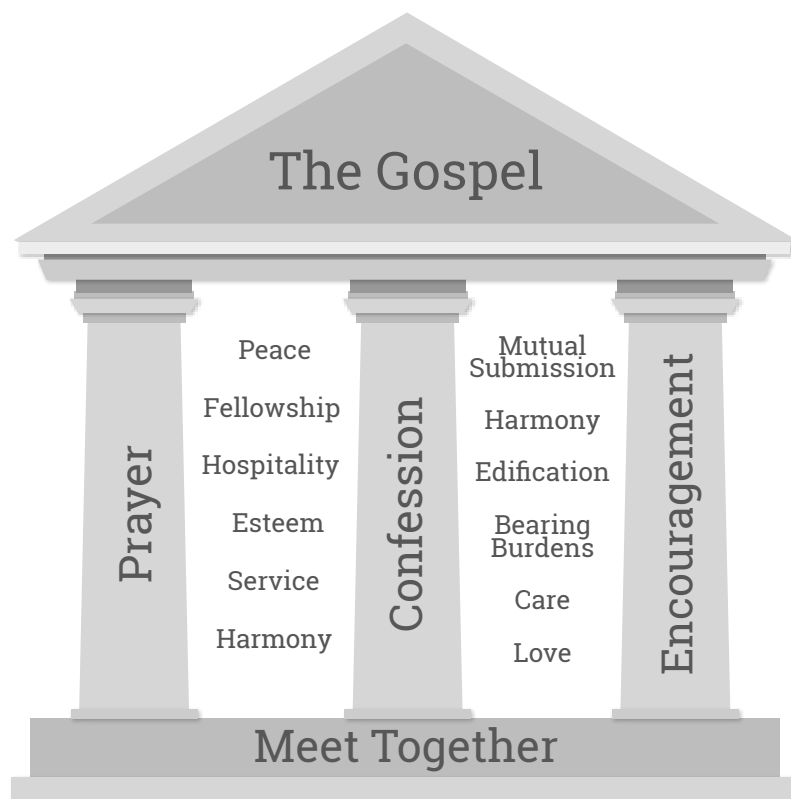 The Gospel
Prayer
Peace
Fellowship
Hospitality
Esteem
Service
Harmony
Confession
Mutual
Submission
Harmony
Edification
Bearing
Burdens
Care
Love
Encouragement
Meet Together